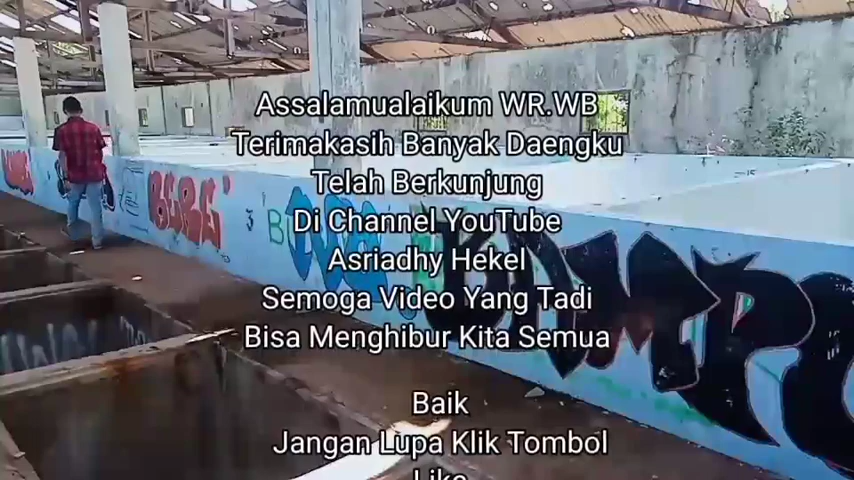 Assalamualaikum WR.WB
Terimakasih Banyak Daengku
Telah Berkunjung
Di Channel YouTube
Asriadhy Hekel
Semoga Video Yang Tadi
Bisa Menghibur Kita Semua
Baik
Jangan Lupa Klik Tombol
Like